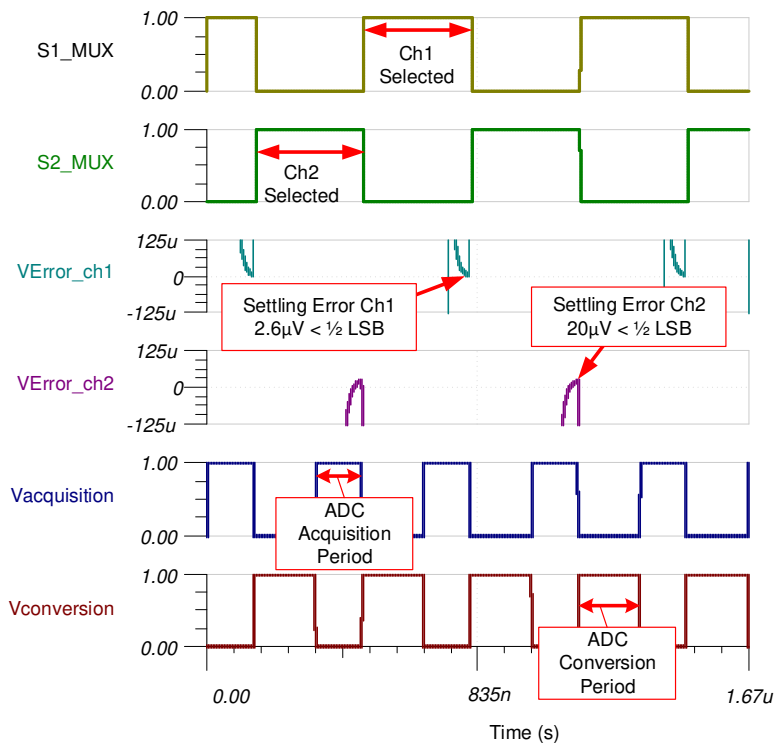 1.00
S1_MUX
Ch1
Selected
0.00
1.00
S2_MUX
Ch2
Selected
0.00
125u
VError_ch1
0
-125u
Settling Error Ch1
2.6µV < ½ LSB
Settling Error Ch2
20µV < ½ LSB
125u
VError_ch2
0
-125u
1.00
Vacquisition
ADC
Acquisition
Period
0.00
1.00
Vconversion
ADC
Conversion
Period
0.00
0.00
835n
1.67u
Time (s)